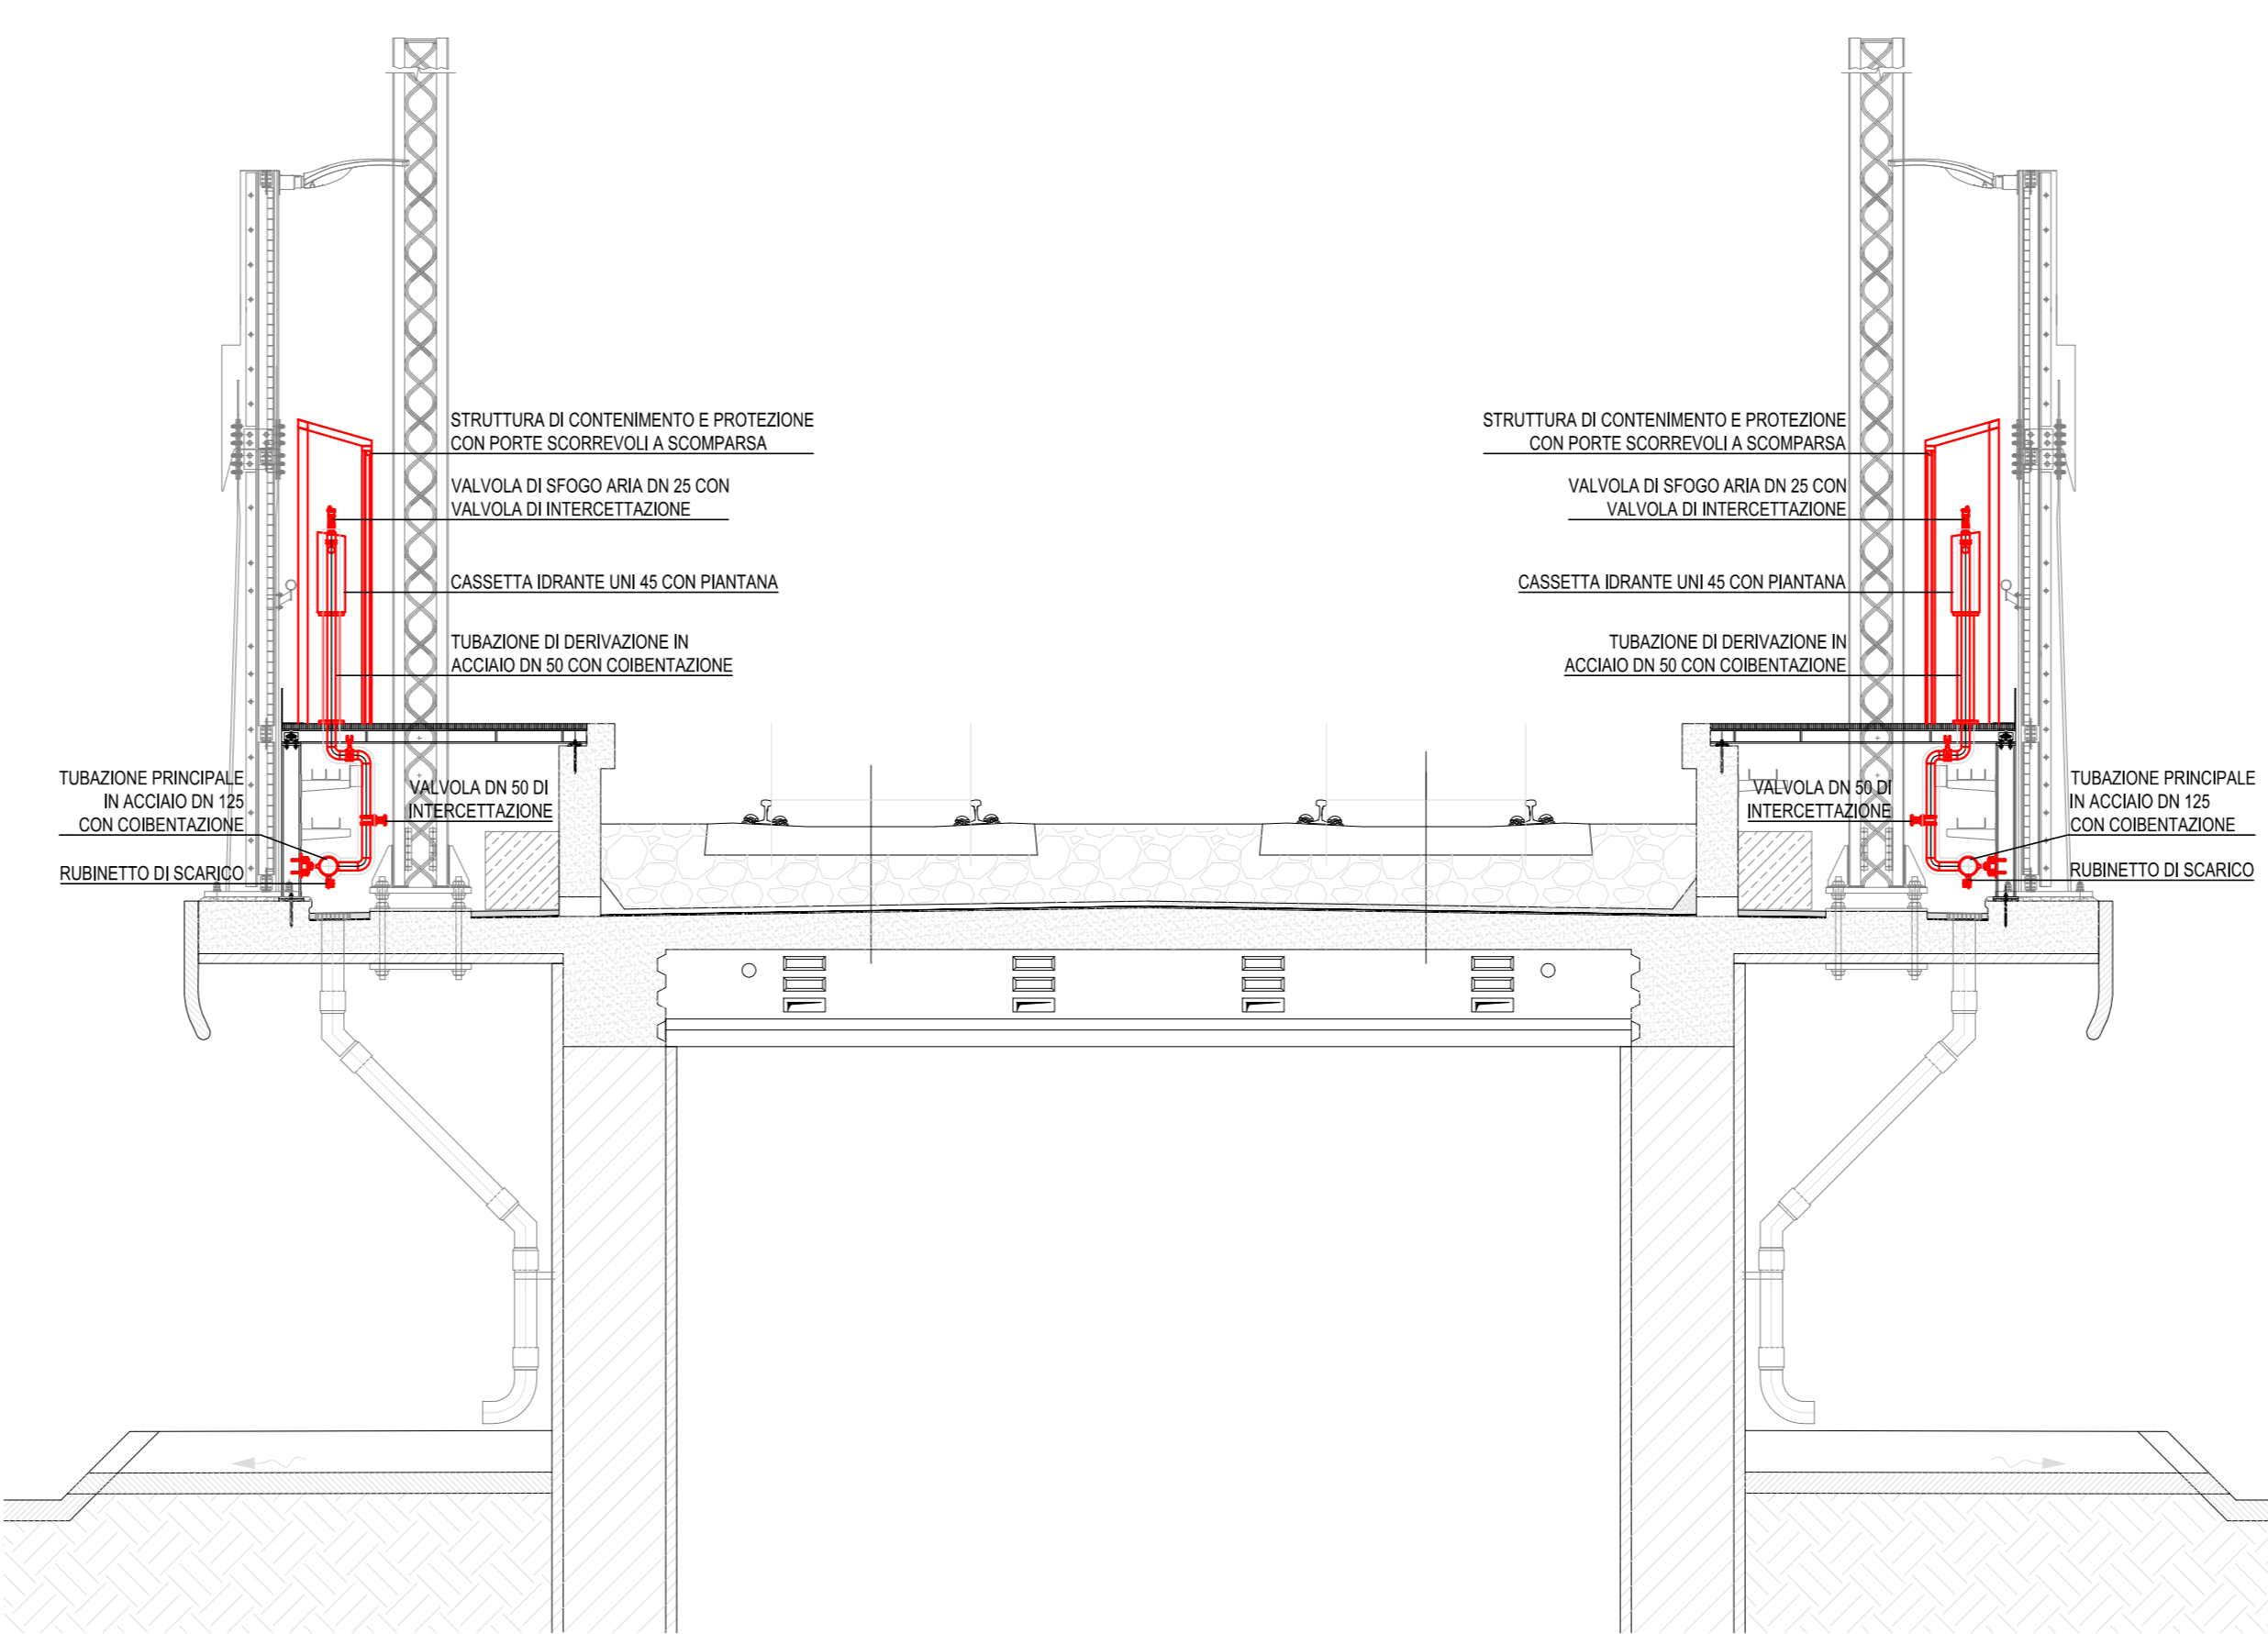 STRUTTURA DI CONTENIMENTO E PROTEZIONE
CON PORTE SCORREVOLI A SCOMPARSA
VALVOLA DI SFOGO ARIA DN 25 CON
VALVOLA DI INTERCETTAZIONE
CASSETTA IDRANTE UNI 45 CON PIANTANA
TUBAZIONE DI DERIVAZIONE IN
ACCIAIO DN 50 CON COIBENTAZIONE
TUBAZIONE PRINCIPALE
IN ACCIAIO DN 125
CON COIBENTAZIONE
RUBINETTO DI SCARICO
VALVOLA DN 50 DI
INTERCETTAZIONE
STRUTTURA DI CONTENIMENTO E PROTEZIONE
CON PORTE SCORREVOLI A SCOMPARSA
VALVOLA DI SFOGO ARIA DN 25 CON
VALVOLA DI INTERCETTAZIONE
CASSETTA IDRANTE UNI 45 CON PIANTANA
TUBAZIONE DI DERIVAZIONE IN
ACCIAIO DN 50 CON COIBENTAZIONE
VALVOLA DN 50 DI
INTERCETTAZIONE
TUBAZIONE PRINCIPALE
IN ACCIAIO DN 125
CON COIBENTAZIONE
RUBINETTO DI SCARICO